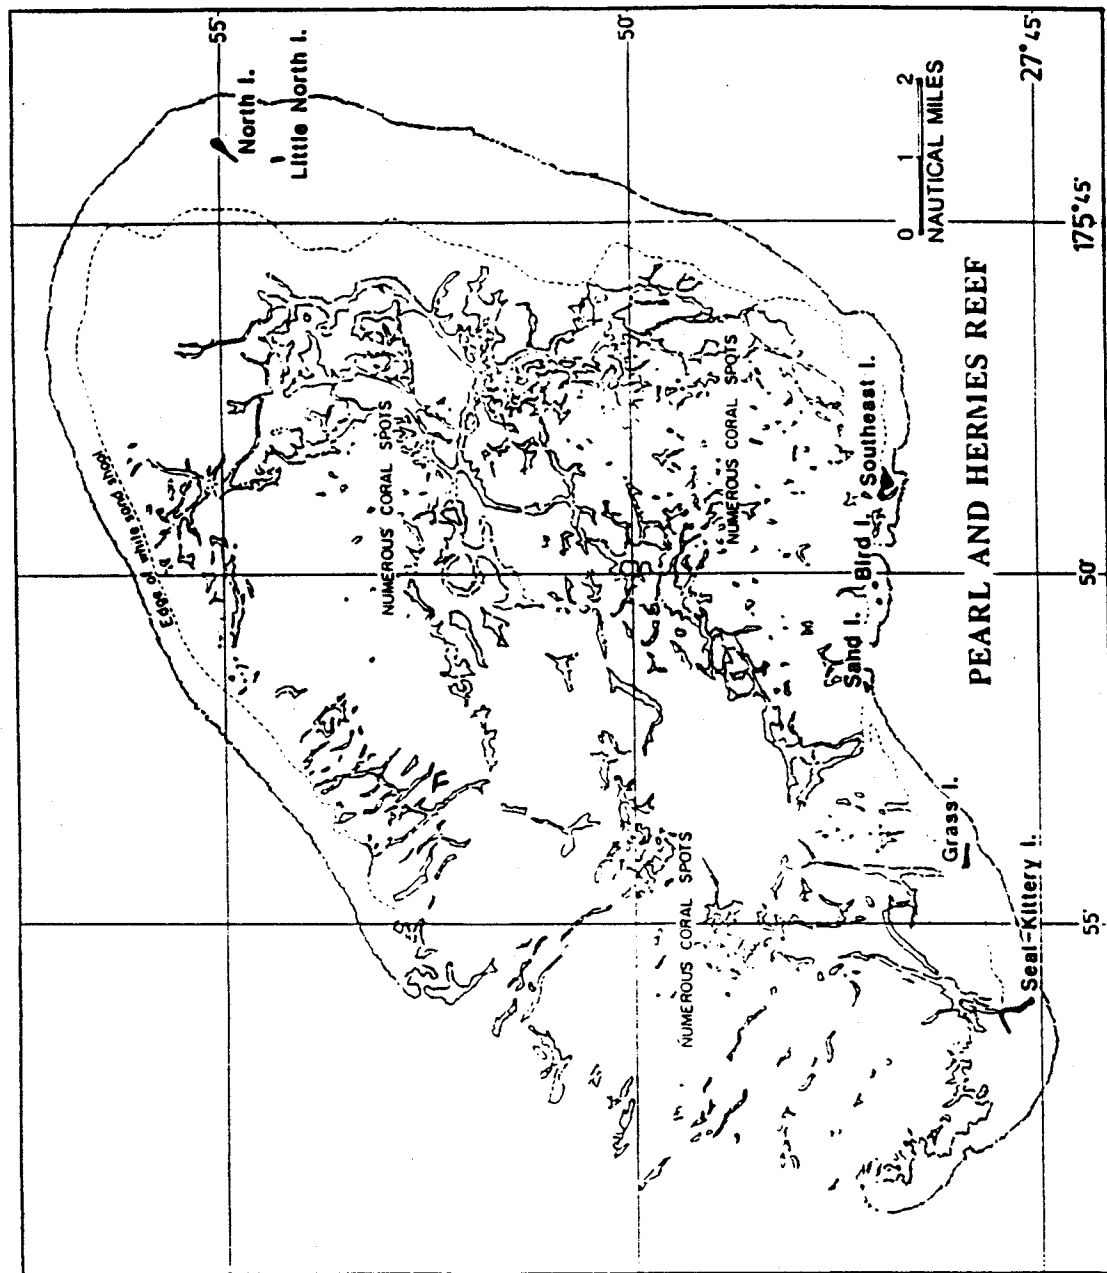 55'
50'
27° 45'
North I.
Little North I.
0 1 2
NAUTICAL MILES
175° 45'
Edge of white sand shoal
NUMEROUS CORAL SPOTS
NUMEROUS CORAL SPOTS
Southeast I.
Bird I.
Sand I.
50'
PEARL AND HERMES REEF
NUMEROUS CORAL SPOTS
Grass I.
Seal-Kittery I.
55'